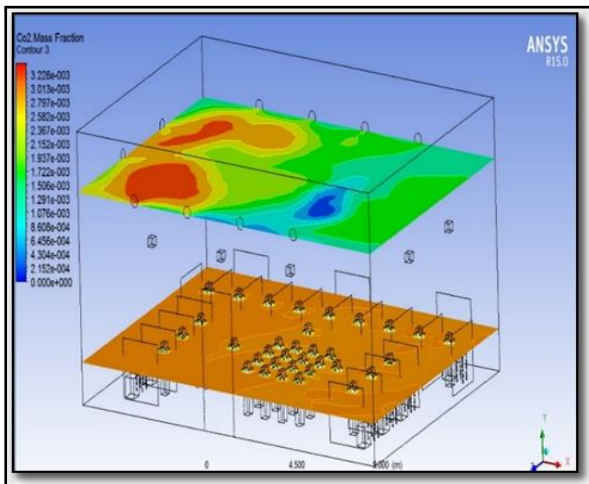 Co2.Mass Fraction
Contour 3
3.228e-003
3.013e-003
2.797e-003
2.582e-003
2.367e-003
2.152e-003
1.937e-003
1.722e-003
1.506e-003
1.291e-003
1.076e-003
8.608e-004
6.456e-004
4.304e-004
2.152e-004
0.000e+000
ANSYS
R15.0
0 4.500 (m)
Y
X